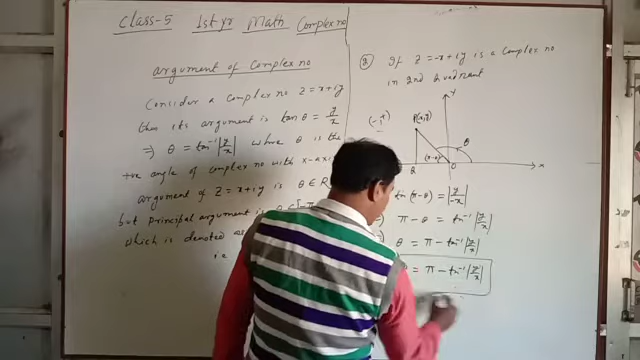 Class-5 1st yr Math Complex no
argument of Complex no
Consider a complex no Z = x+iy
then its argument is tanθ = y/x
⇒ θ = tan⁻¹|y/x| where θ is the
+ve angle of complex no with x-axis
argument of Z = x+iy is θ ∈ R
but principal argument is θ ∈
which is denoted as
i.e
② If Z = -x+iy is a complex no
in 2nd Quadrant
y
P(x,y)
θ
(π-θ)
B O x
tan(π-θ) = |y/-x|
π-θ = tan⁻¹|y/x|
θ = π - tan⁻¹|y/x|
= π - tan⁻¹|y/x|